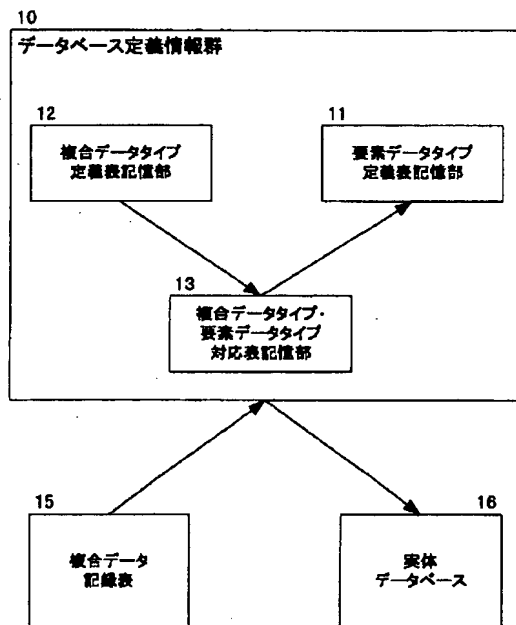 10
データベース定義情報群
12
複合データタイプ
定義表記憶部
11
要素データタイプ
定義表記憶部
13
複合データタイプ・
要素データタイプ
対応表記憶部
15
複合データ
記録表
16
実体
データベース